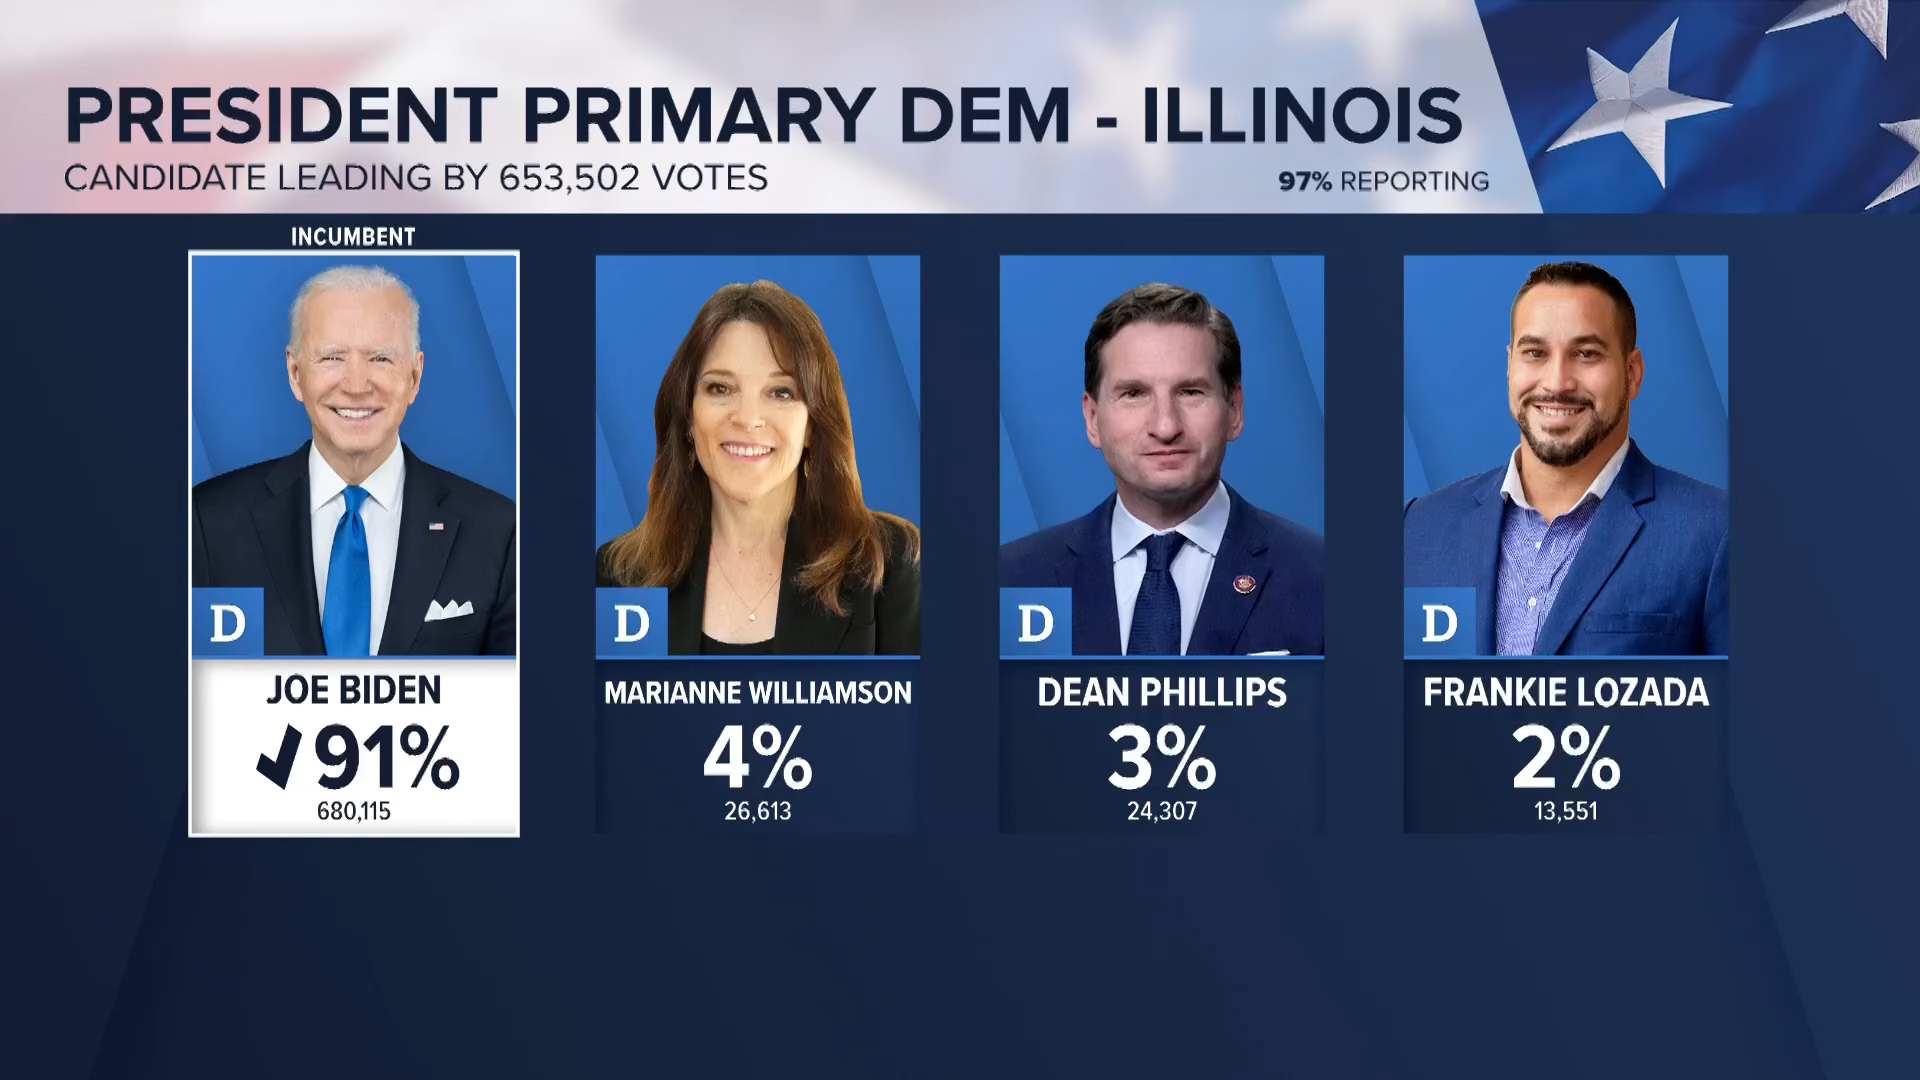 PRESIDENT PRIMARY DEM - ILLINOIS
CANDIDATE LEADING BY 653,502 VOTES
97% REPORTING
INCUMBENT
D
JOE BIDEN
91%
680,115
D
MARIANNE WILLIAMSON
4%
26,613
D
DEAN PHILLIPS
3%
24,307
D
FRANKIE LOZADA
2%
13,551